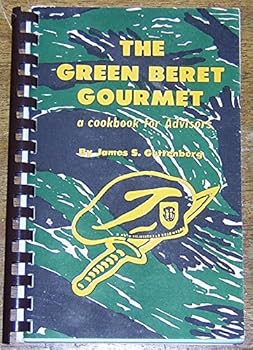 THE
GREEN BERET
GOURMET
a cookbook for Advisors
By James S. Guttenberg